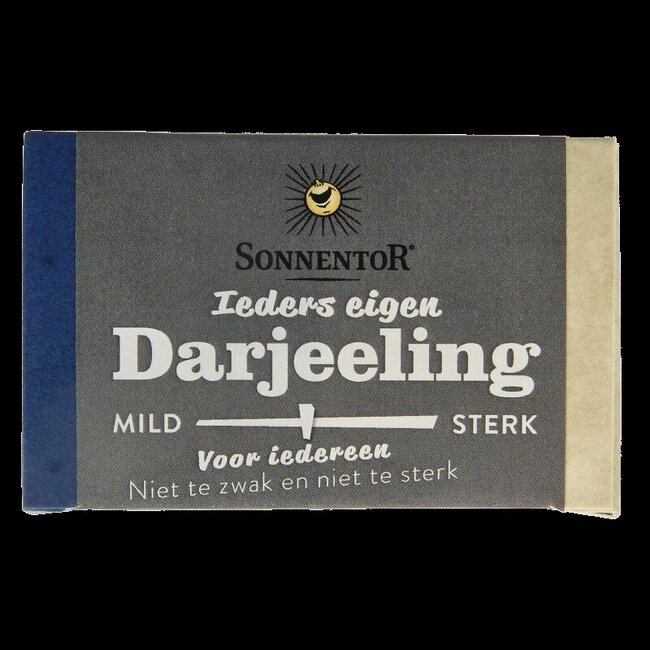 SONNENTOR®
Ieders eigen
Darjeeling
MILD STERK
Voor iedereen
Niet te zwak en niet te sterk